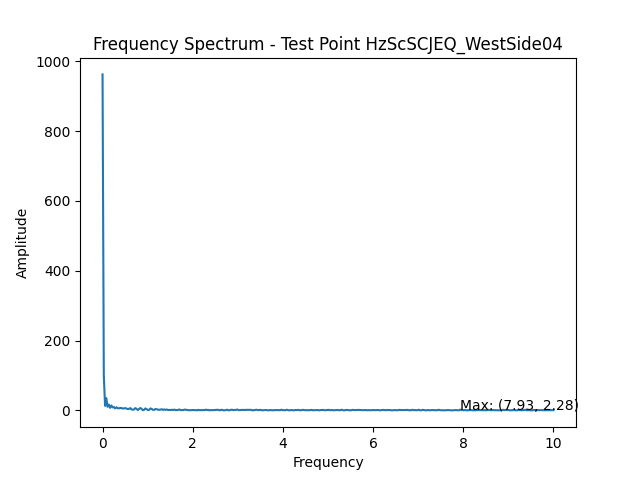 Frequency Spectrum - Test Point HzScSCJEQ_WestSide04
1000
800
600
400
200
0
Amplitude
Max: (7.93, 2.28)
0 2 4 6 8 10
Frequency